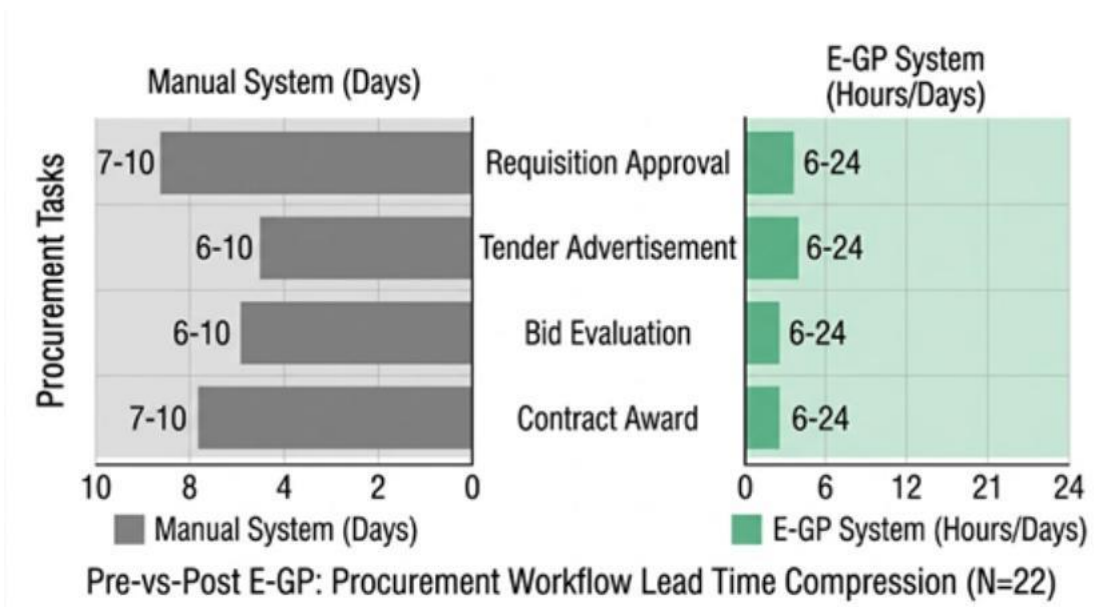 Manual System (Days)
E-GP System
(Hours/Days)
Procurement Tasks
7-10
Requisition Approval
6-24
6-10
Tender Advertisement
6-24
6-10
Bid Evaluation
6-24
7-10
Contract Award
6-24
10 8 4 2 0
0 6 12 21 24
Manual System (Days)
E-GP System (Hours/Days)
Pre-vs-Post E-GP: Procurement Workflow Lead Time Compression (N=22)